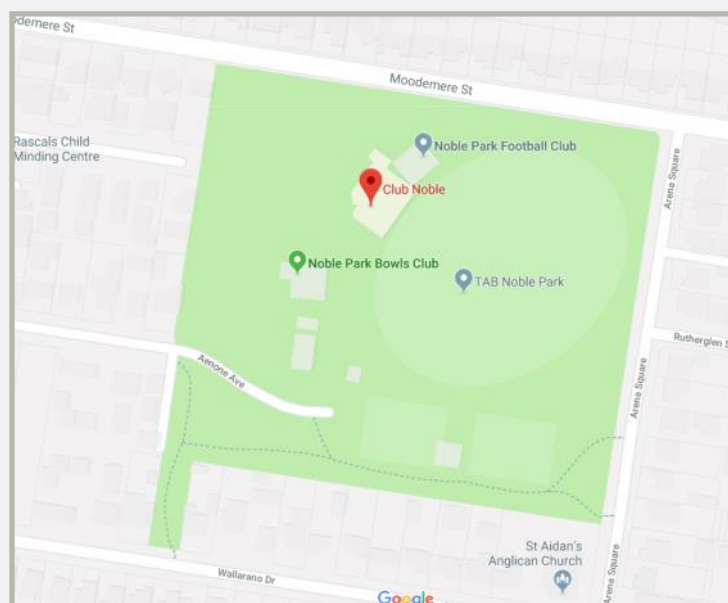 odemere St
Moodemere St
Rascals Child
Minding Centre
Noble Park Football Club
Club Noble
Arena Square
Noble Park Bowls Club
TAB Noble Park
Rutherglen S
Aenone Ave
Arena Square
St Aidan's
Anglican Church
Arena Square
Wallarano Dr
Google